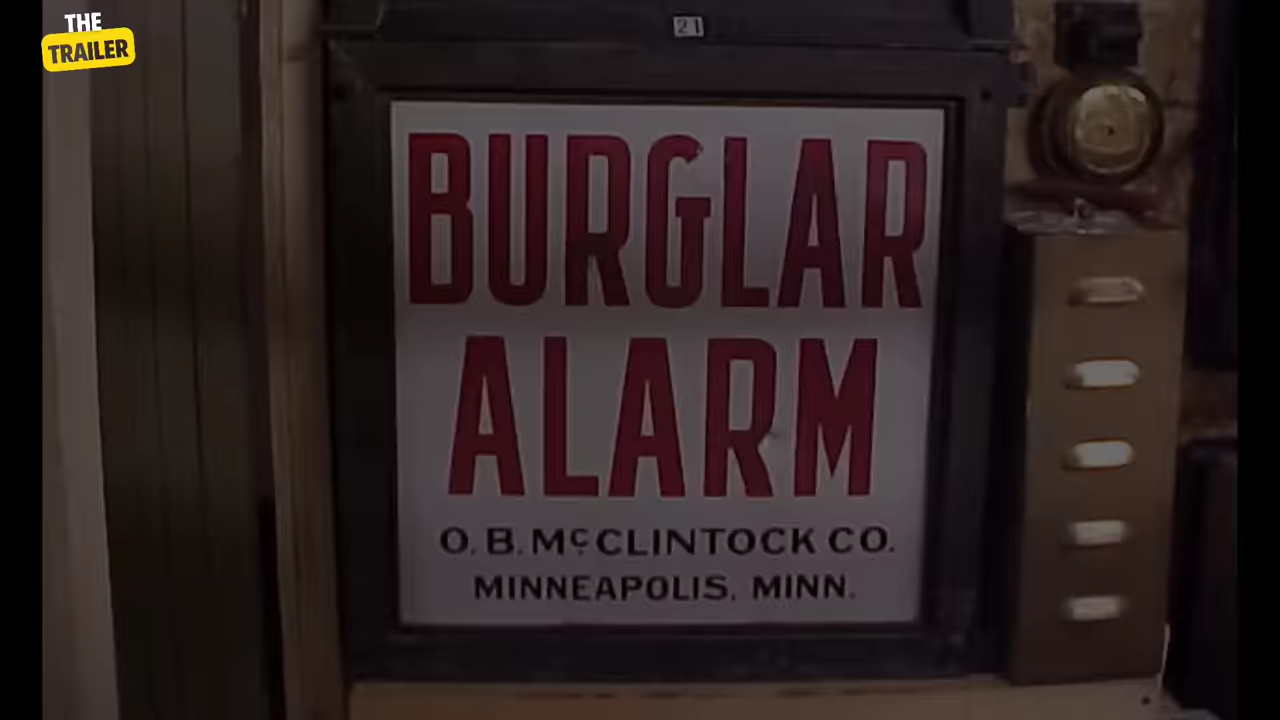 THE
TRAILER
21
BURGLAR
ALARM
O. B. McCLINTOCK CO.
MINNEAPOLIS, MINN.